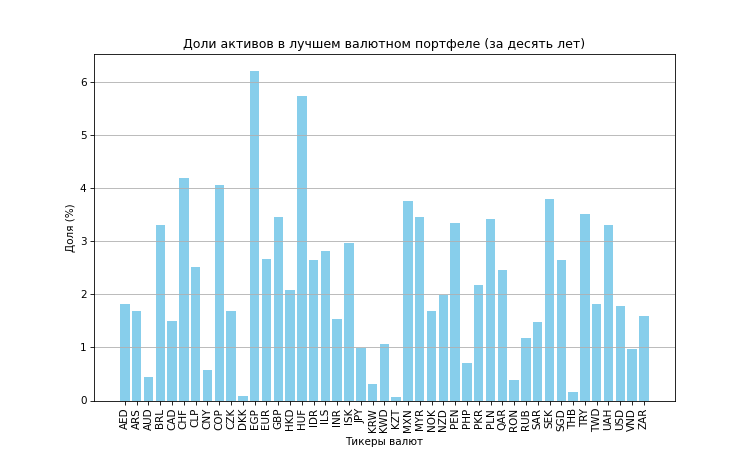 Доли активов в лучшем валютном портфеле (за десять лет)
Доля (%)
6
5
4
3
2
1
0
AED ARS AUD BRL CAD CHF CLP CNY COP CZK DKK EGP EUR GBP HKD HUF IDR ILS INR ISK JPY KRW KWD KZT MXN MYR NOK NZD PEN PHP PKR PLN QAR RON RUB SAR SEK SGD THB TRY TWD UAH USD VND ZAR
Тикеры валют